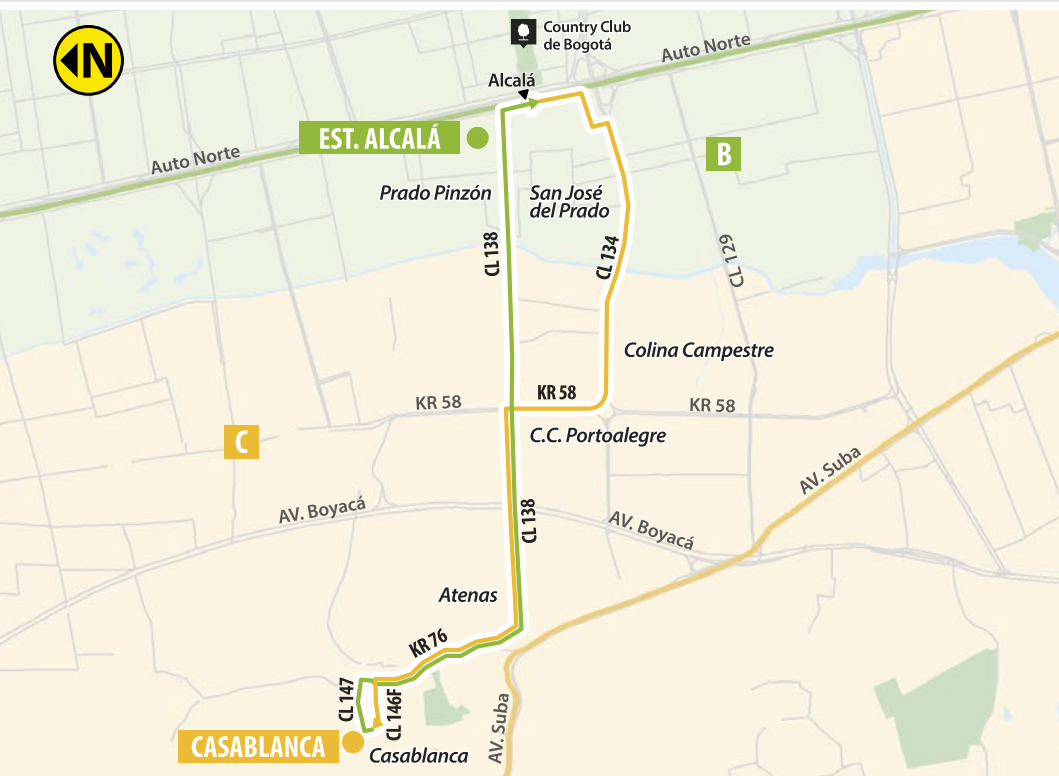 N
Country Club
de Bogotá
Auto Norte
Alcalá
EST. ALCALÁ
B
Auto Norte
Prado Pinzón
San José
del Prado
CL 138
CL 134
CL 129
Colina Campestre
KR 58
KR 58
KR 58
C
C.C. Portoalegre
AV. Suba
AV. Boyacá
CL 138
AV. Boyacá
Atenas
KR 76
CL 147
CL 146F
AV. Suba
CASABLANCA
Casablanca